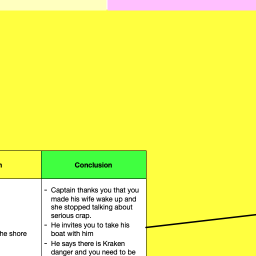 Conclusion
- Captain thanks you that you
made his wife wake up and
she stopped talking about
serious crap.
- He invites you to take his
boat with him
he shore
- He says there is Kraken
danger and you need to be